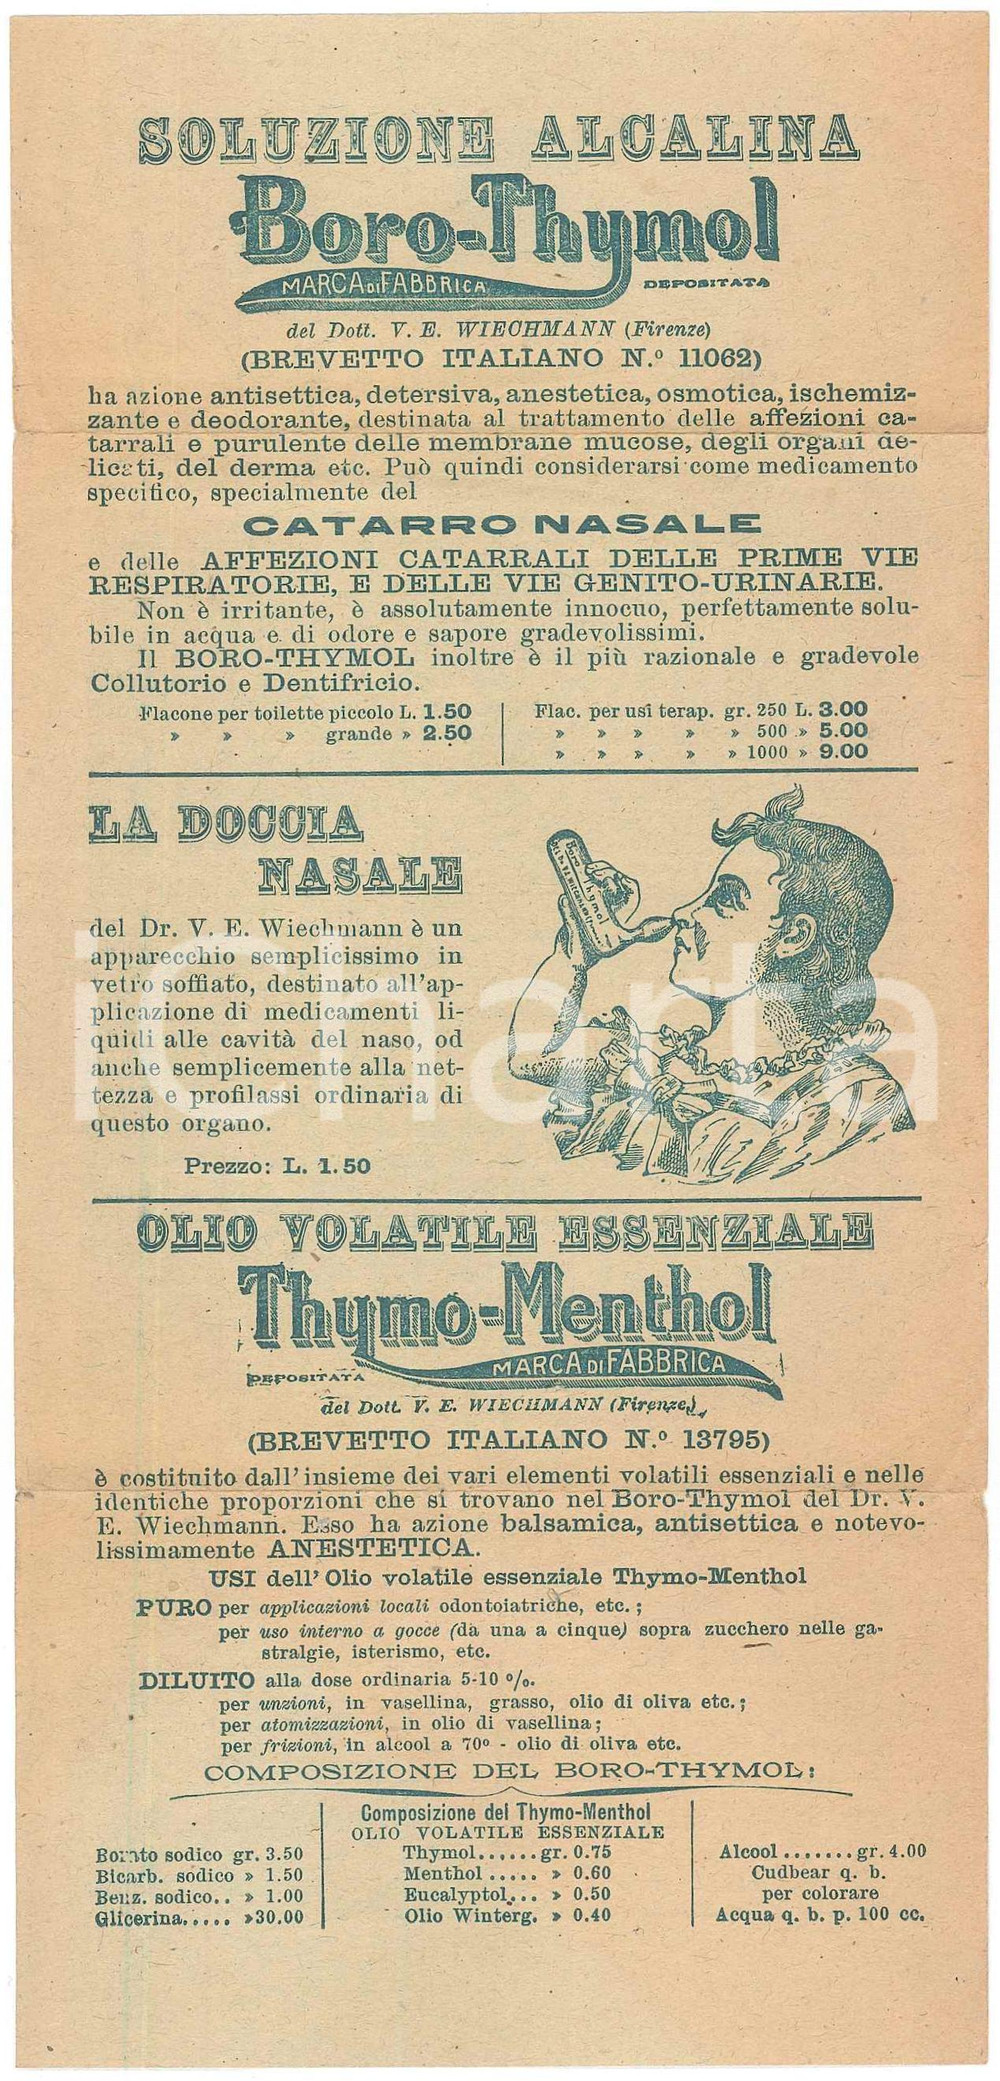 SOLUZIONE ALCALINA
Boro-Thymol
MARCA DI FABBRICA
DEPOSITATA
del Dott. V. E. WIECHMANN (Firenze)
(BREVETTO ITALIANO N.º 11062)
ha azione antisettica, detersiva, anestetica, osmotica, ischemiz-
zante e deodorante, destinata al trattamento delle affezioni ca-
tarrali e purulente delle membrane mucose, degli organi de-
licati, del derma etc. Può quindi considerarsi come medicamento
specifico, specialmente del
CATARRO NASALE
e delle AFFEZIONI CATARRALI DELLE PRIME VIE
RESPIRATORIE, E DELLE VIE GENITO-URINARIE.
Non è irritante, è assolutamente innocuo, perfettamente solu-
bile in acqua e di odore e sapore gradevolissimi.
Il BORO-THYMOL inoltre è il più razionale e gradevole
Collutorio e Dentifricio.
Flacone per toilette piccolo L. 1.50
» » » grande » 2.50
Flac. per usi terap. gr. 250 L. 3.00
» » » » » 500 » 5.00
» » » » » 1000 » 9.00
LA DOCCIA
NASALE
del Dr. V. E. Wiechmann è un
apparecchio semplicissimo in
vetro soffiato, destinato all'ap-
plicazione di medicamenti li-
quidi alle cavità del naso, od
anche semplicemente alla net-
tezza e profilassi ordinaria di
questo organo.
Prezzo: L. 1.50
Boro Thymol
OLIO VOLATILE ESSENZIALE
Thymo-Menthol
MARCA DI FABBRICA
DEPOSITATA
del Dott. V. E. WIECHMANN (Firenze)
(BREVETTO ITALIANO N.º 13795)
è costituito dall'insieme dei vari elementi volatili essenziali e nelle
identiche proporzioni che si trovano nel Boro-Thymol del Dr. V.
E. Wiechmann. Esso ha azione balsamica, antisettica e notevo-
lissimamente ANESTETICA.
USI dell'Olio volatile essenziale Thymo-Menthol
PURO per applicazioni locali odontoiatriche, etc.;
per uso interno a gocce (da una a cinque) sopra zucchero nelle ga-
stralgie, isterismo, etc.
DILUITO alla dose ordinaria 5-10 º/o.
per unzioni, in vasellina, grasso, olio di oliva etc.;
per atomizzazioni, in olio di vasellina;
per frizioni, in alcool a 70º - olio di oliva etc.
COMPOSIZIONE DEL BORO-THYMOL:
Borato sodico gr. 3.50
Bicarb. sodico » 1.50
Benz. sodico.. » 1.00
Glicerina..... »30.00
Composizione del Thymo-Menthol
OLIO VOLATILE ESSENZIALE
Thymol......gr. 0.75
Menthol ..... » 0.60
Eucalyptol... » 0.50
Olio Winterg. » 0.40
Alcool .......gr. 4.00
Cudbear q. b.
per colorare
Acqua q. b. p. 100 cc.